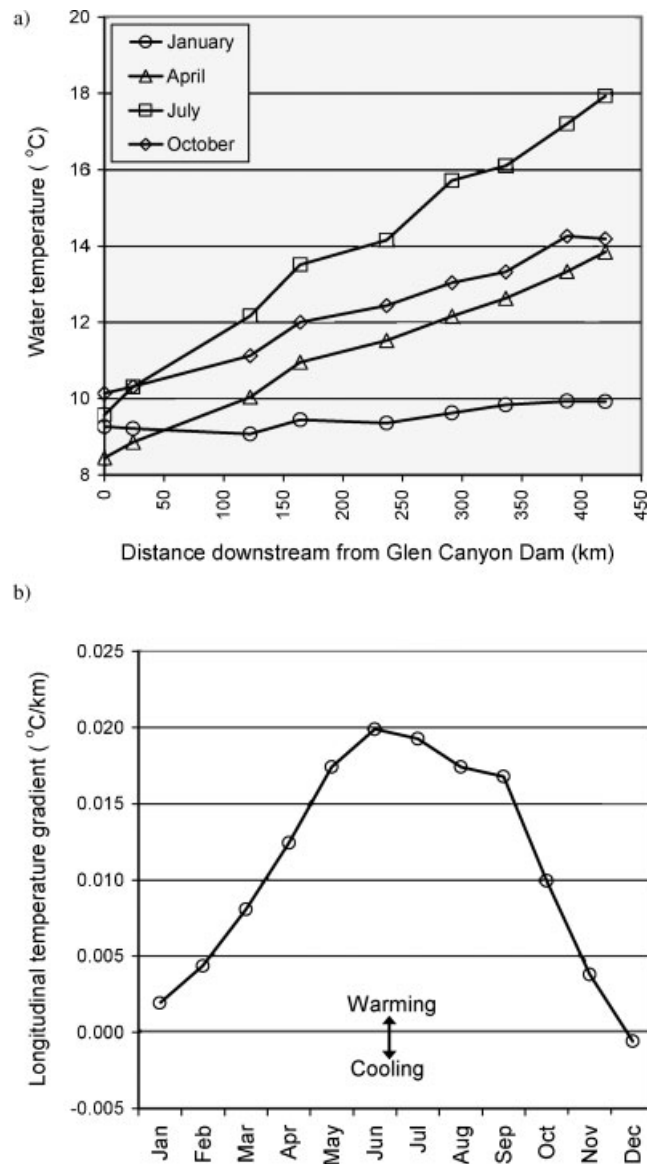 a)
20
18
16
14
12
10
8
Water temperature ( °C)
January
April
July
October
0
50
100
150
200
250
300
350
400
450
Distance downstream from Glen Canyon Dam (km)
b)
0.025
0.020
0.015
0.010
0.005
0.000
-0.005
Longitudinal temperature gradient ( °C/km)
Warming
Cooling
Jan
Feb
Mar
Apr
May
Jun
Jul
Aug
Sep
Oct
Nov
Dec